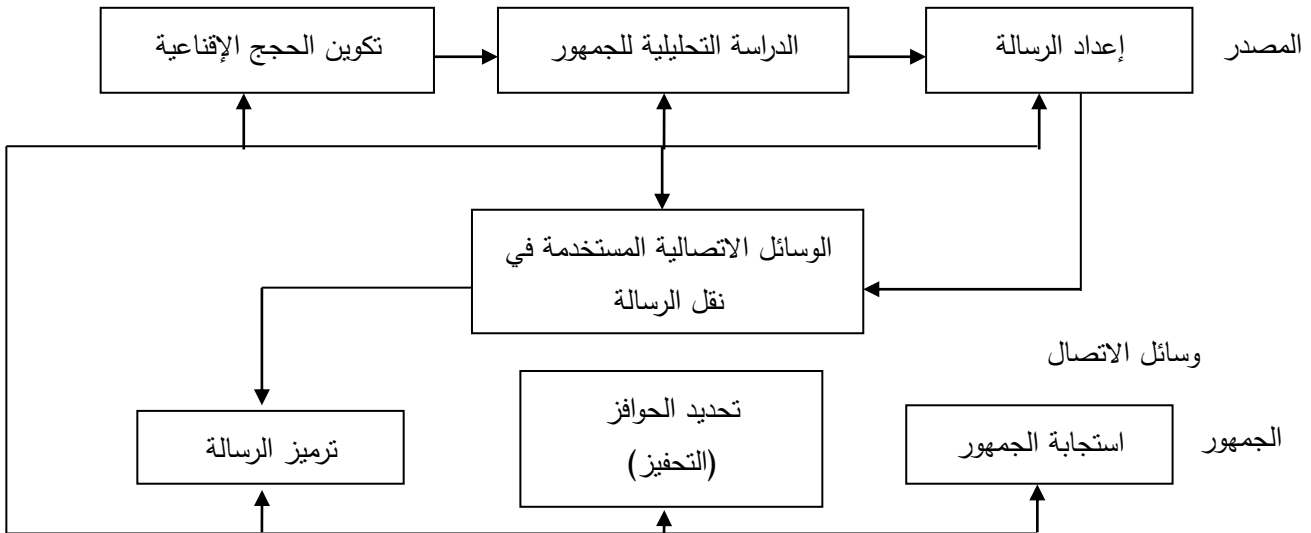 المصدر
إعداد الرسالة
الدراسة التحليلية للجمهور
تكوين الحجج الإقناعية
الوسائل الاتصالية المستخدمة في
نقل الرسالة
وسائل الاتصال
الجمهور
استجابة الجمهور
تحديد الحوافز
(التحفيز)
ترميز الرسالة